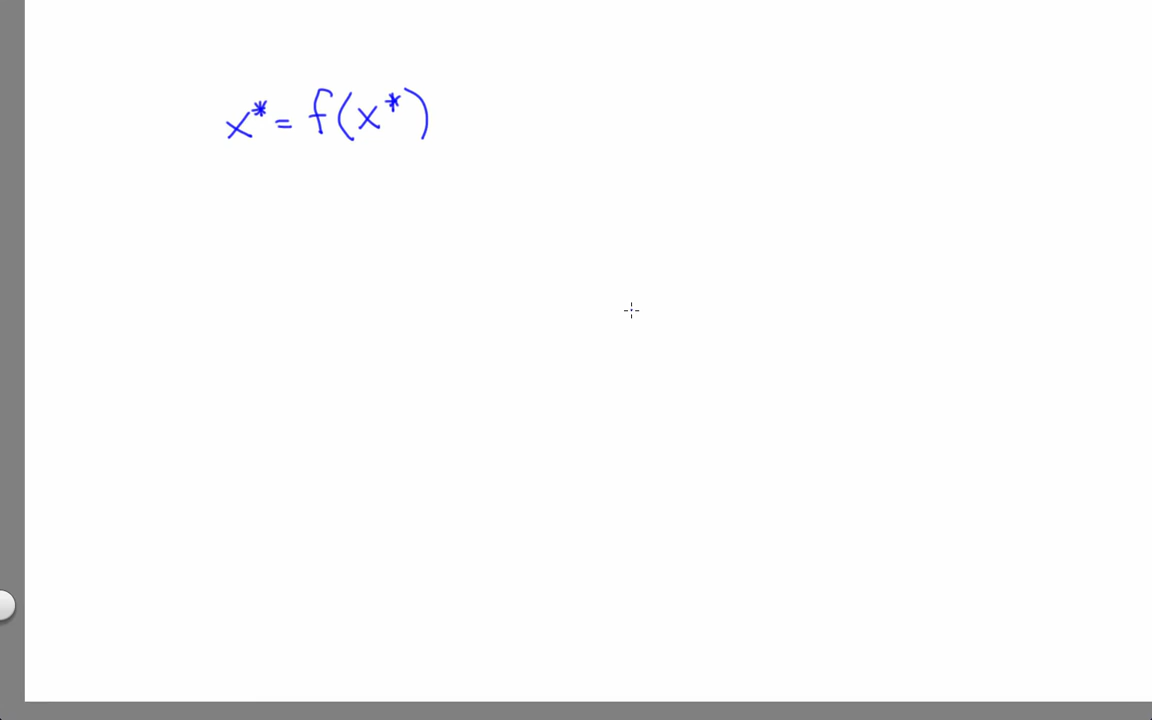 x* = f(x*)